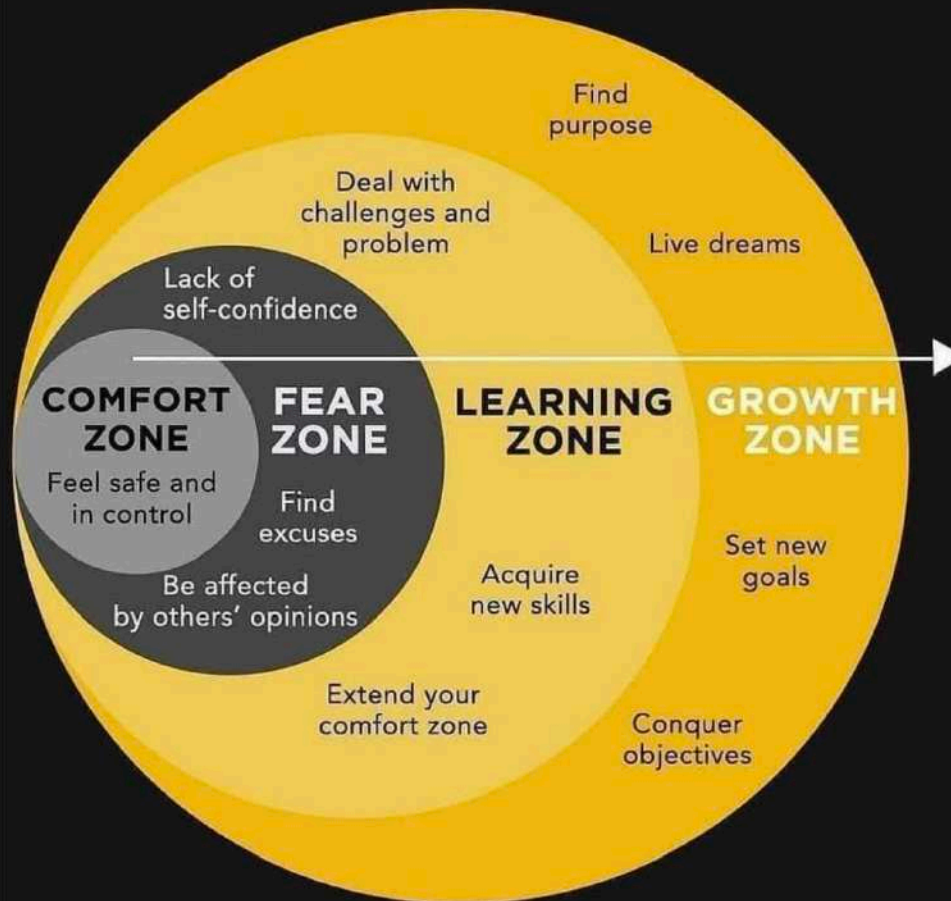 Find
purpose
Deal with
challenges and
problem
Live dreams
Lack of
self-confidence
COMFORT
ZONE
Feel safe and
in control
FEAR
ZONE
Find
excuses
Be affected
by others' opinions
LEARNING
ZONE
Acquire
new skills
Extend your
comfort zone
GROWTH
ZONE
Set new
goals
Conquer
objectives